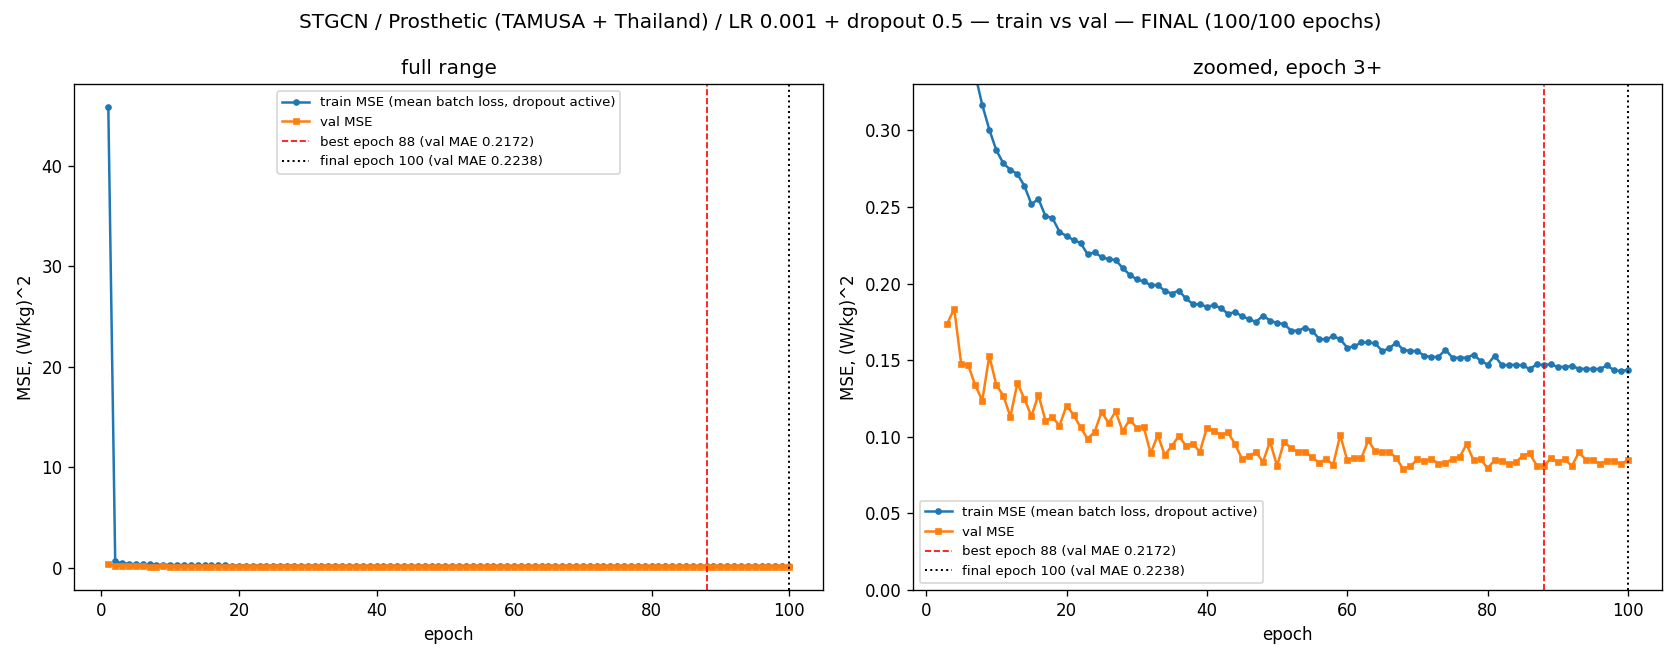 STGCN / Prosthetic (TAMUSA + Thailand) / LR 0.001 + dropout 0.5 — train vs val — FINAL (100/100 epochs)
full range
MSE, (W/kg)^2
40
30
20
10
0
train MSE (mean batch loss, dropout active)
val MSE
best epoch 88 (val MAE 0.2172)
final epoch 100 (val MAE 0.2238)
0 20 40 60 80 100
epoch
zoomed, epoch 3+
MSE, (W/kg)^2
0.30
0.25
0.20
0.15
0.10
0.05
0.00
train MSE (mean batch loss, dropout active)
val MSE
best epoch 88 (val MAE 0.2172)
final epoch 100 (val MAE 0.2238)
0 20 40 60 80 100
epoch